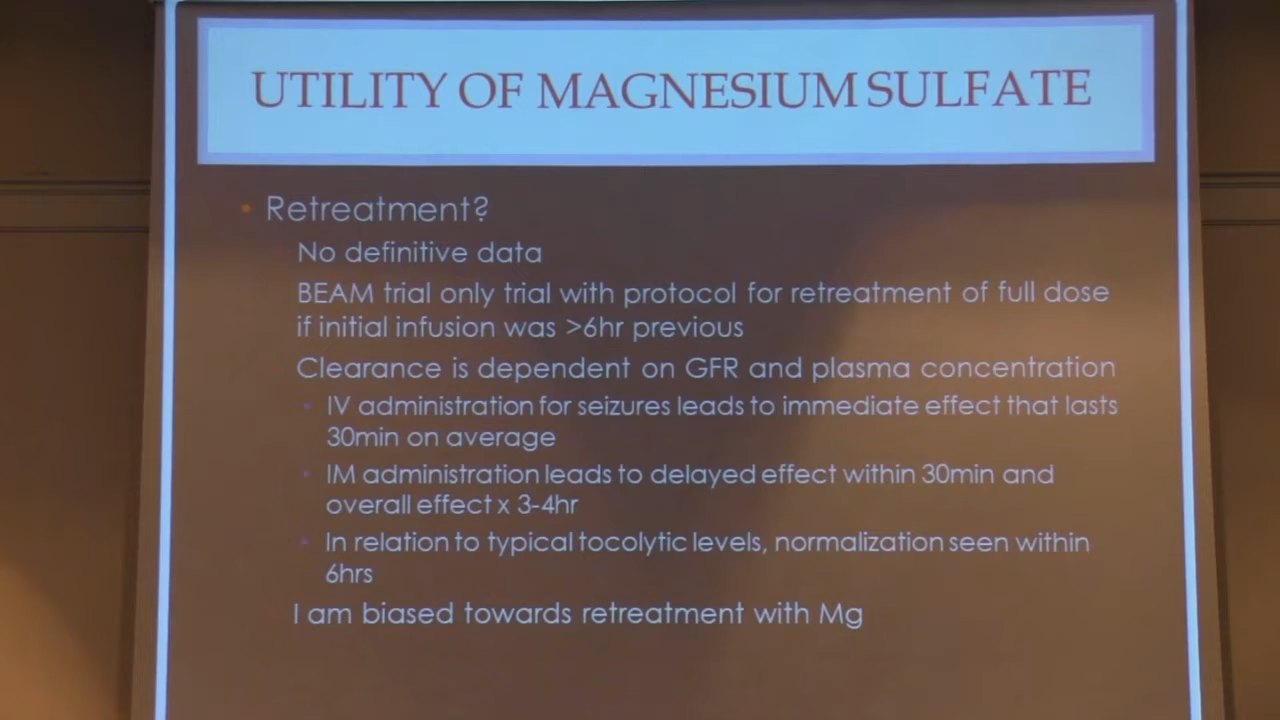 UTILITY OF MAGNESIUM SULFATE
• Retreatment?
No definitive data
BEAM trial only trial with protocol for retreatment of full dose
if initial infusion was >6hr previous
Clearance is dependent on GFR and plasma concentration
• IV administration for seizures leads to immediate effect that lasts
30min on average
• IM administration leads to delayed effect within 30min and
overall effect x 3-4hr
• In relation to typical tocolytic levels, normalization seen within
6hrs
I am biased towards retreatment with Mg